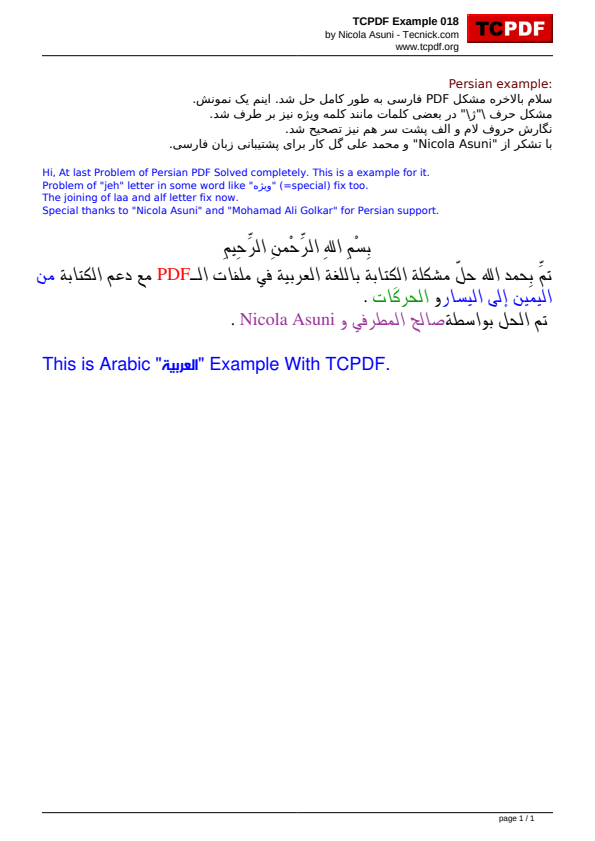 TCPDF Example 018
by Nicola Asuni - Tecnick.com
www.tcpdf.org
TCPDF
Persian example:
سلام بالاخره مشکل PDF فارسی به طور کامل حل شد. اینم یک نمونش.
مشکل حرف \"ژ\" در بعضی کلمات مانند کلمه ویژه نیز بر طرف شد.
نگارش حروف لام و الف پشت سر هم نیز تصحیح شد.
با تشکر از "Nicola Asuni" و محمد علی گل کار برای پشتیبانی زبان فارسی.
Hi, At last Problem of Persian PDF Solved completely. This is a example for it.
Problem of "jeh" letter in some word like "ویژه" (=special) fix too.
The joining of laa and alf letter fix now.
Special thanks to "Nicola Asuni" and "Mohamad Ali Golkar" for Persian support.
بِسْمِ اللهِ الرَّحْمنِ الرَّحِيمِ
تمَّ بِحمد الله حلّ مشكلة الكتابة باللغة العربية في ملفات الــPDF مع دعم الكتابة من
اليمين إلى اليسارو الحركَات .
تم الحل بواسطةصالح المطرفي و Nicola Asuni .
This is Arabic "العربية" Example With TCPDF.
page 1 / 1